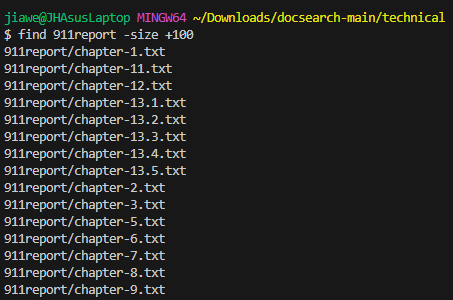 jiawe@JHAsusLaptop MINGW64 ~/Downloads/docsearch-main/technical
$ find 911report -size +100
911report/chapter-1.txt
911report/chapter-11.txt
911report/chapter-12.txt
911report/chapter-13.1.txt
911report/chapter-13.2.txt
911report/chapter-13.3.txt
911report/chapter-13.4.txt
911report/chapter-13.5.txt
911report/chapter-2.txt
911report/chapter-3.txt
911report/chapter-5.txt
911report/chapter-6.txt
911report/chapter-7.txt
911report/chapter-8.txt
911report/chapter-9.txt